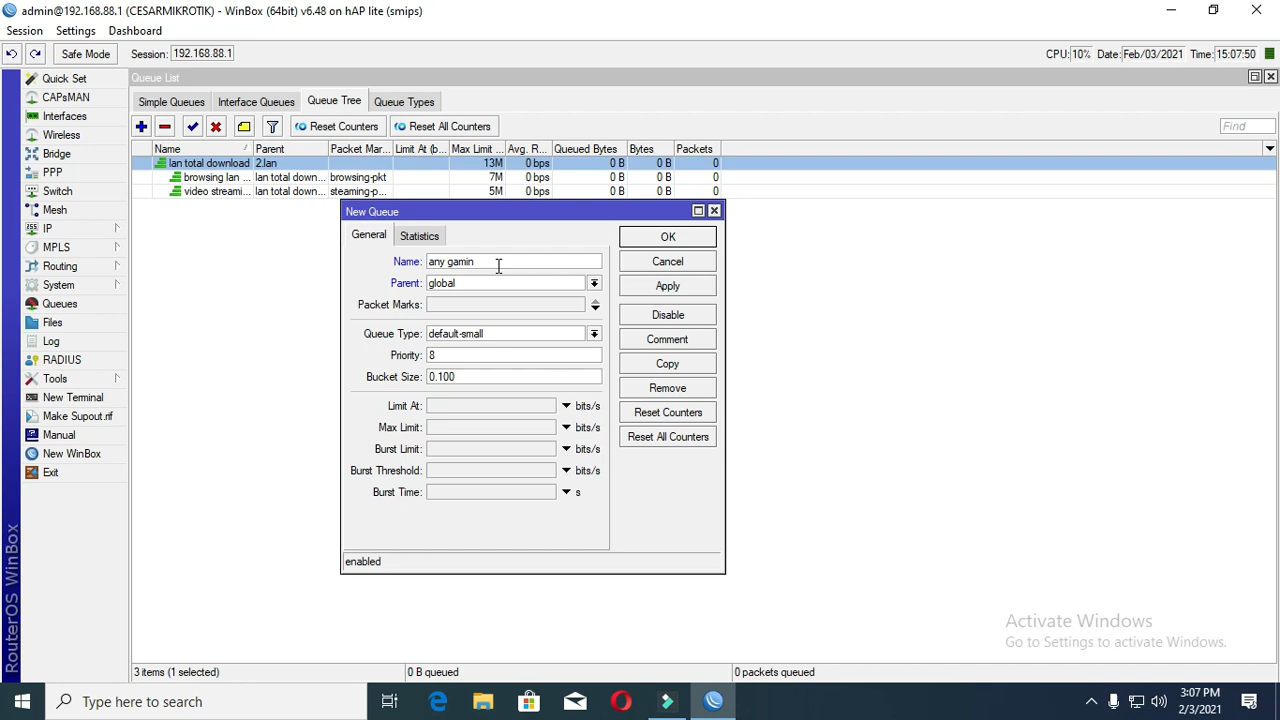 admin@192.168.88.1 (CESARMIKROTIK) - WinBox (64bit) v6.48 on hAP lite (smips)
Session Settings Dashboard
Safe Mode Session: 192.168.88.1 CPU: 10% Date: Feb/03/2021 Time: 15:07:50
Quick Set
CAPsMAN
Interfaces
Wireless
Bridge
PPP
Switch
Mesh
IP
MPLS
Routing
System
Queues
Files
Log
RADIUS
Tools
New Terminal
Make Supout.rif
Manual
New WinBox
Exit
RouterOS WinBox
Queue List
Simple Queues Interface Queues Queue Tree Queue Types
Reset Counters Reset All Counters Find
Name Parent Packet Mar... Limit At (b... Max Limit ... Avg. R... Queued Bytes Bytes Packets
lan total download 2.lan 13M 0 bps 0 B 0 B 0
browsing lan ... lan total down... browsing-pkt 7M 0 bps 0 B 0 B 0
video streami... lan total down... steaming-p... 5M 0 bps 0 B 0 B 0
New Queue
General Statistics
Name: any gamin
Parent: global
Packet Marks:
Queue Type: default-small
Priority: 8
Bucket Size: 0.100
Limit At: bits/s
Max Limit: bits/s
Burst Limit: bits/s
Burst Threshold: bits/s
Burst Time: s
OK
Cancel
Apply
Disable
Comment
Copy
Remove
Reset Counters
Reset All Counters
enabled
Activate Windows
Go to Settings to activate Windows.
3 items (1 selected) 0 B queued 0 packets queued
Type here to search
3:07 PM
2/3/2021